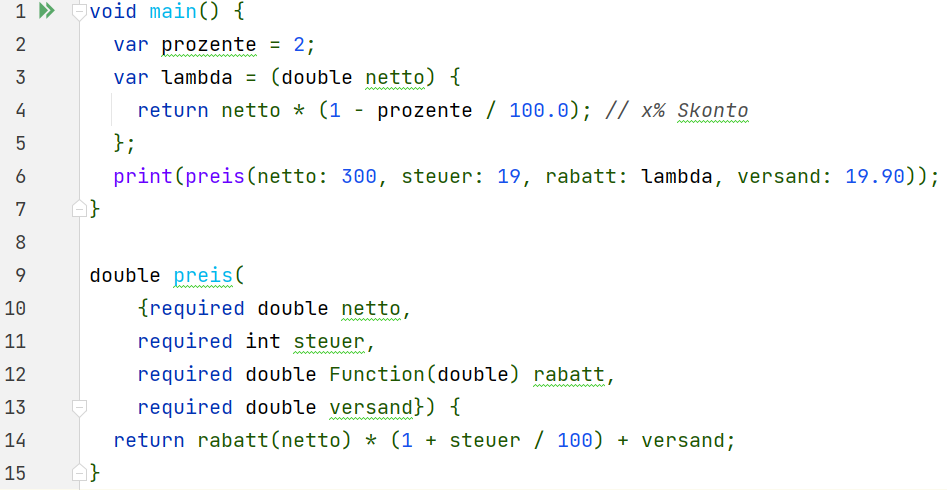 1 void main() {
2 var prozente = 2;
3 var lambda = (double netto) {
4 return netto * (1 - prozente / 100.0); // x% Skonto
5 };
6 print(preis(netto: 300, steuer: 19, rabatt: lambda, versand: 19.90));
7 }
8
9 double preis(
10 {required double netto,
11 required int steuer,
12 required double Function(double) rabatt,
13 required double versand}) {
14 return rabatt(netto) * (1 + steuer / 100) + versand;
15 }